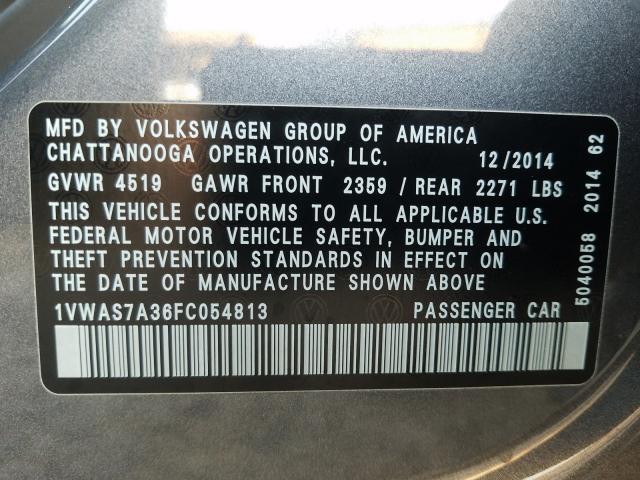 MFD BY VOLKSWAGEN GROUP OF AMERICA
CHATTANOOGA OPERATIONS, LLC. 12/2014
GVWR 4519 GAWR FRONT 2359 / REAR 2271 LBS
THIS VEHICLE CONFORMS TO ALL APPLICABLE U.S.
FEDERAL MOTOR VEHICLE SAFETY, BUMPER AND
THEFT PREVENTION STANDARDS IN EFFECT ON
THE DATE OF MANUFACTURE SHOWN ABOVE
1VWAS7A36FC054813 PASSENGER CAR
5040058 2014 62